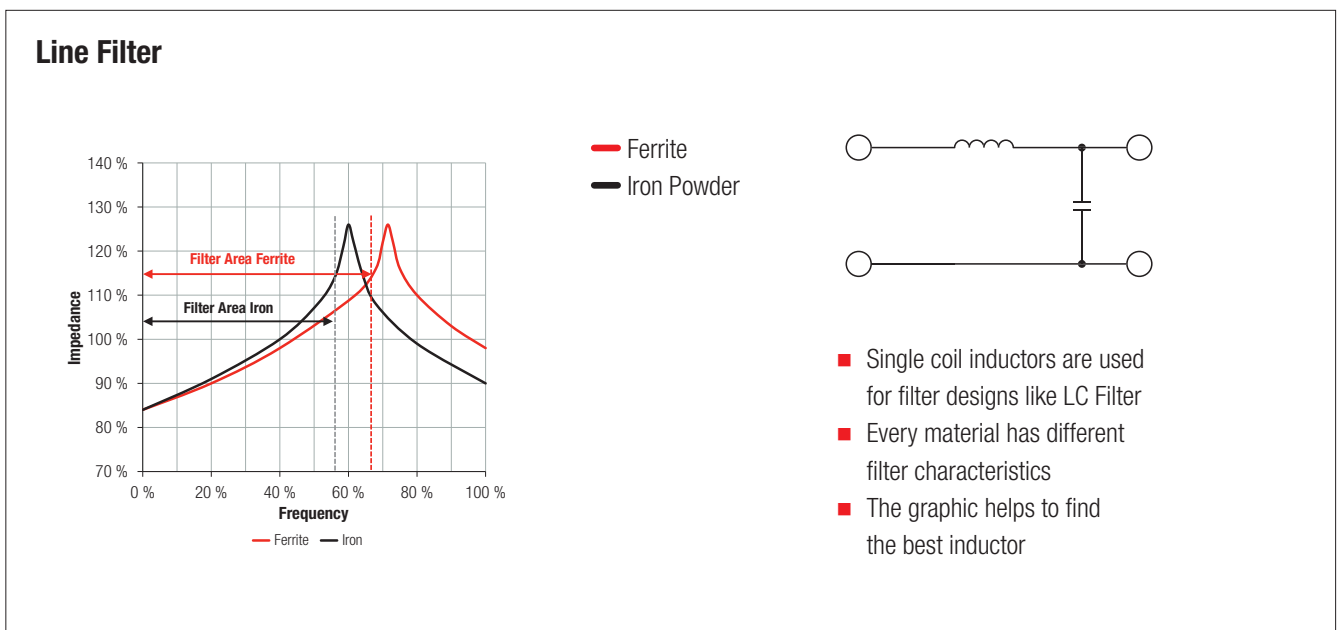 Line Filter
140 %
130 %
120 %
110 %
100 %
90 %
80 %
70 %
Impedance
Filter Area Ferrite
Filter Area Iron
0 %
20 %
40 %
60 %
80 %
100 %
Frequency
Ferrite
Iron
Ferrite
Iron Powder
Single coil inductors are used
for filter designs like LC Filter
Every material has different
filter characteristics
The graphic helps to find
the best inductor